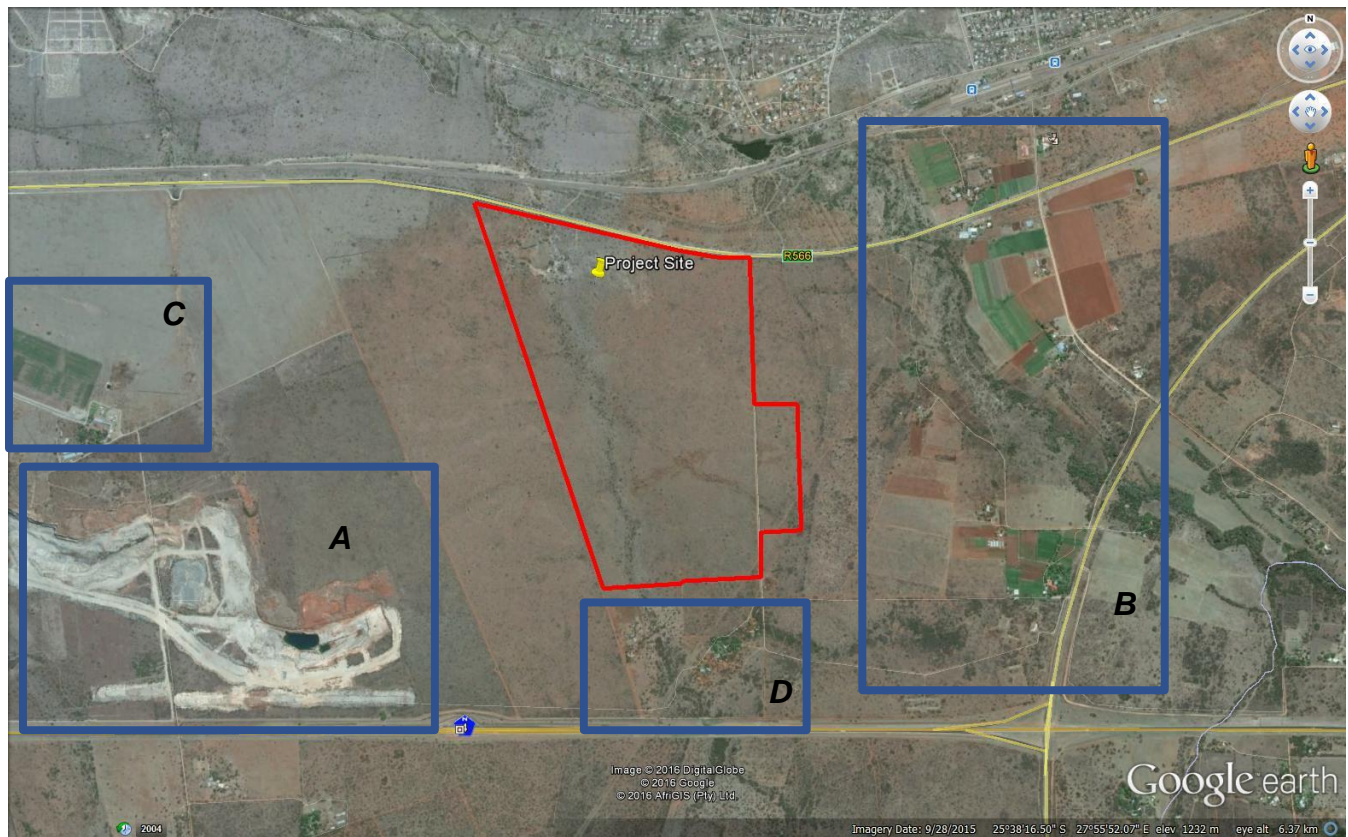 N
R566
Project Site
C
A
B
D
Image © 2016 DigitalGlobe
© 2016 Google
© 2016 AfriGIS (Pty) Ltd.
Google earth
2004
Imagery Date: 9/28/2015 25°38'16.50" S 27°55'52.07" E elev 1232 m eye alt 6.37 km